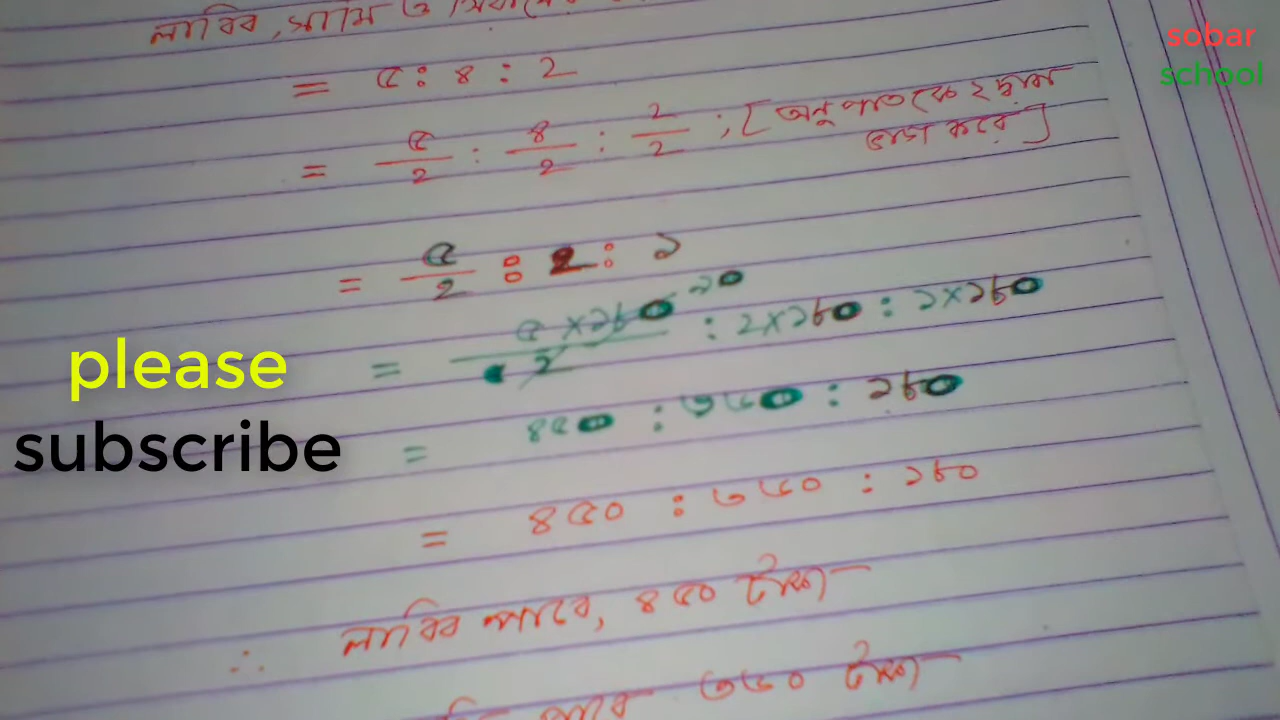 লাবিব, সামি ও
= ৫ : ৪ : ২
= ৫/২ : ৪/২ : ২/২ ; [ অনুপাতকে ২ দ্বারা
ভাগ করে ]
= ৫/২ : ২ : ১
= ৫×১৮০/২ ৯০ : ২×১৮০ : ১×১৮০
= ৪৫০ : ৩৬০ : ১৮০
= ৪৫০ : ৩৬০ : ১৮০
∴ লাবিব পাবে, ৪৫০ টাকা
পাবে ৩৬০ টাকা
please
subscribe
sobar
school